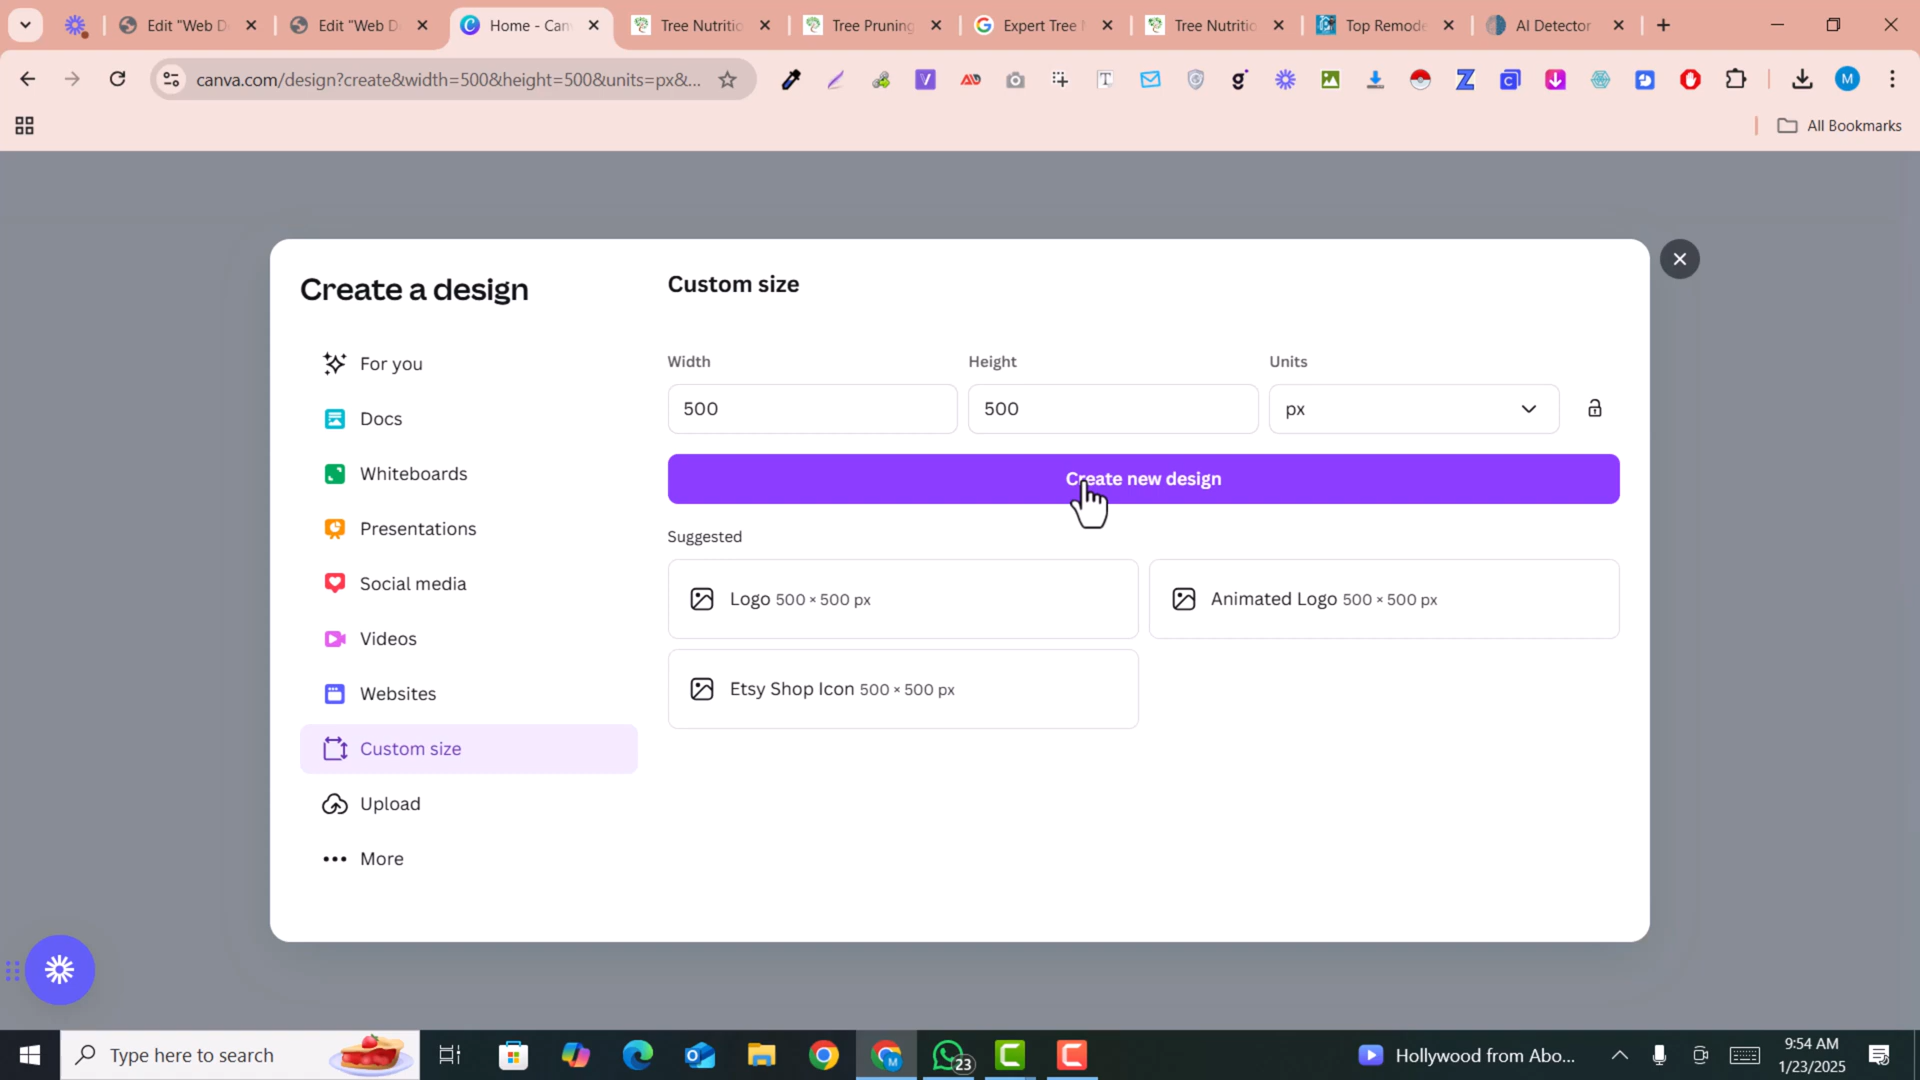 Edit "Web D
Edit "Web D
Home - Can
Tree Nutritio
Tree Pruning
Expert Tree
Tree Nutritio
Top Remode
AI Detector
canva.com/design?create&width=500&height=500&units=px&...
All Bookmarks
Create a design
For you
Docs
Whiteboards
Presentations
Social media
Videos
Websites
Custom size
Upload
More
Custom size
Width
Height
Units
500
500
px
Create new design
Suggested
Logo 500 × 500 px
Animated Logo 500 × 500 px
Etsy Shop Icon 500 × 500 px
Type here to search
23
Hollywood from Abo...
9:54 AM
1/23/2025